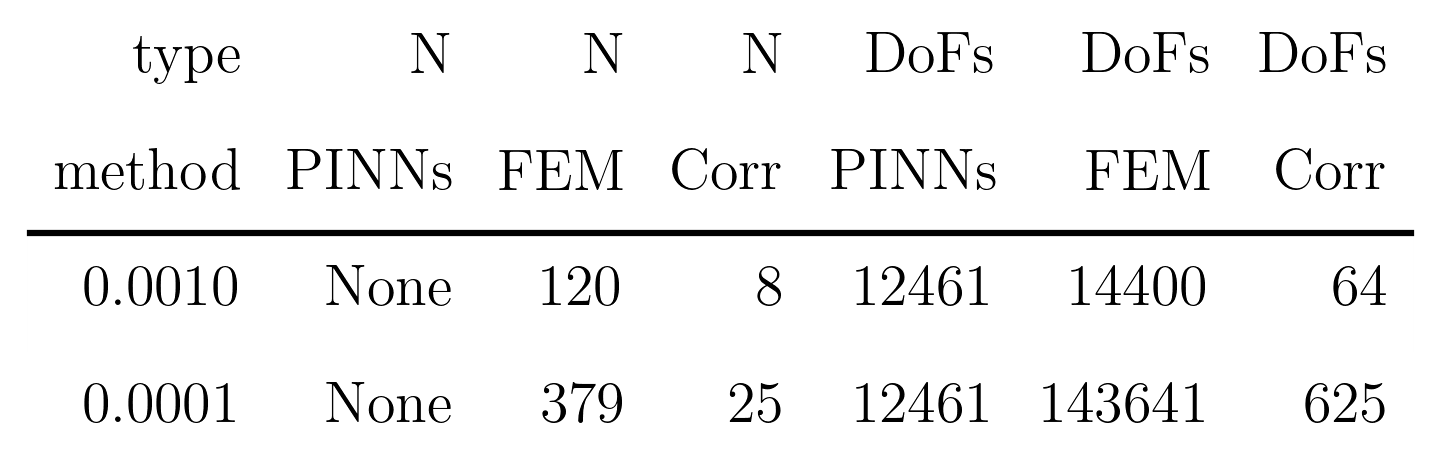 type N N N DoFs DoFs DoFs
method PINNs FEM Corr PINNs FEM Corr
0.0010 None 120 8 12461 14400 64
0.0001 None 379 25 12461 143641 625